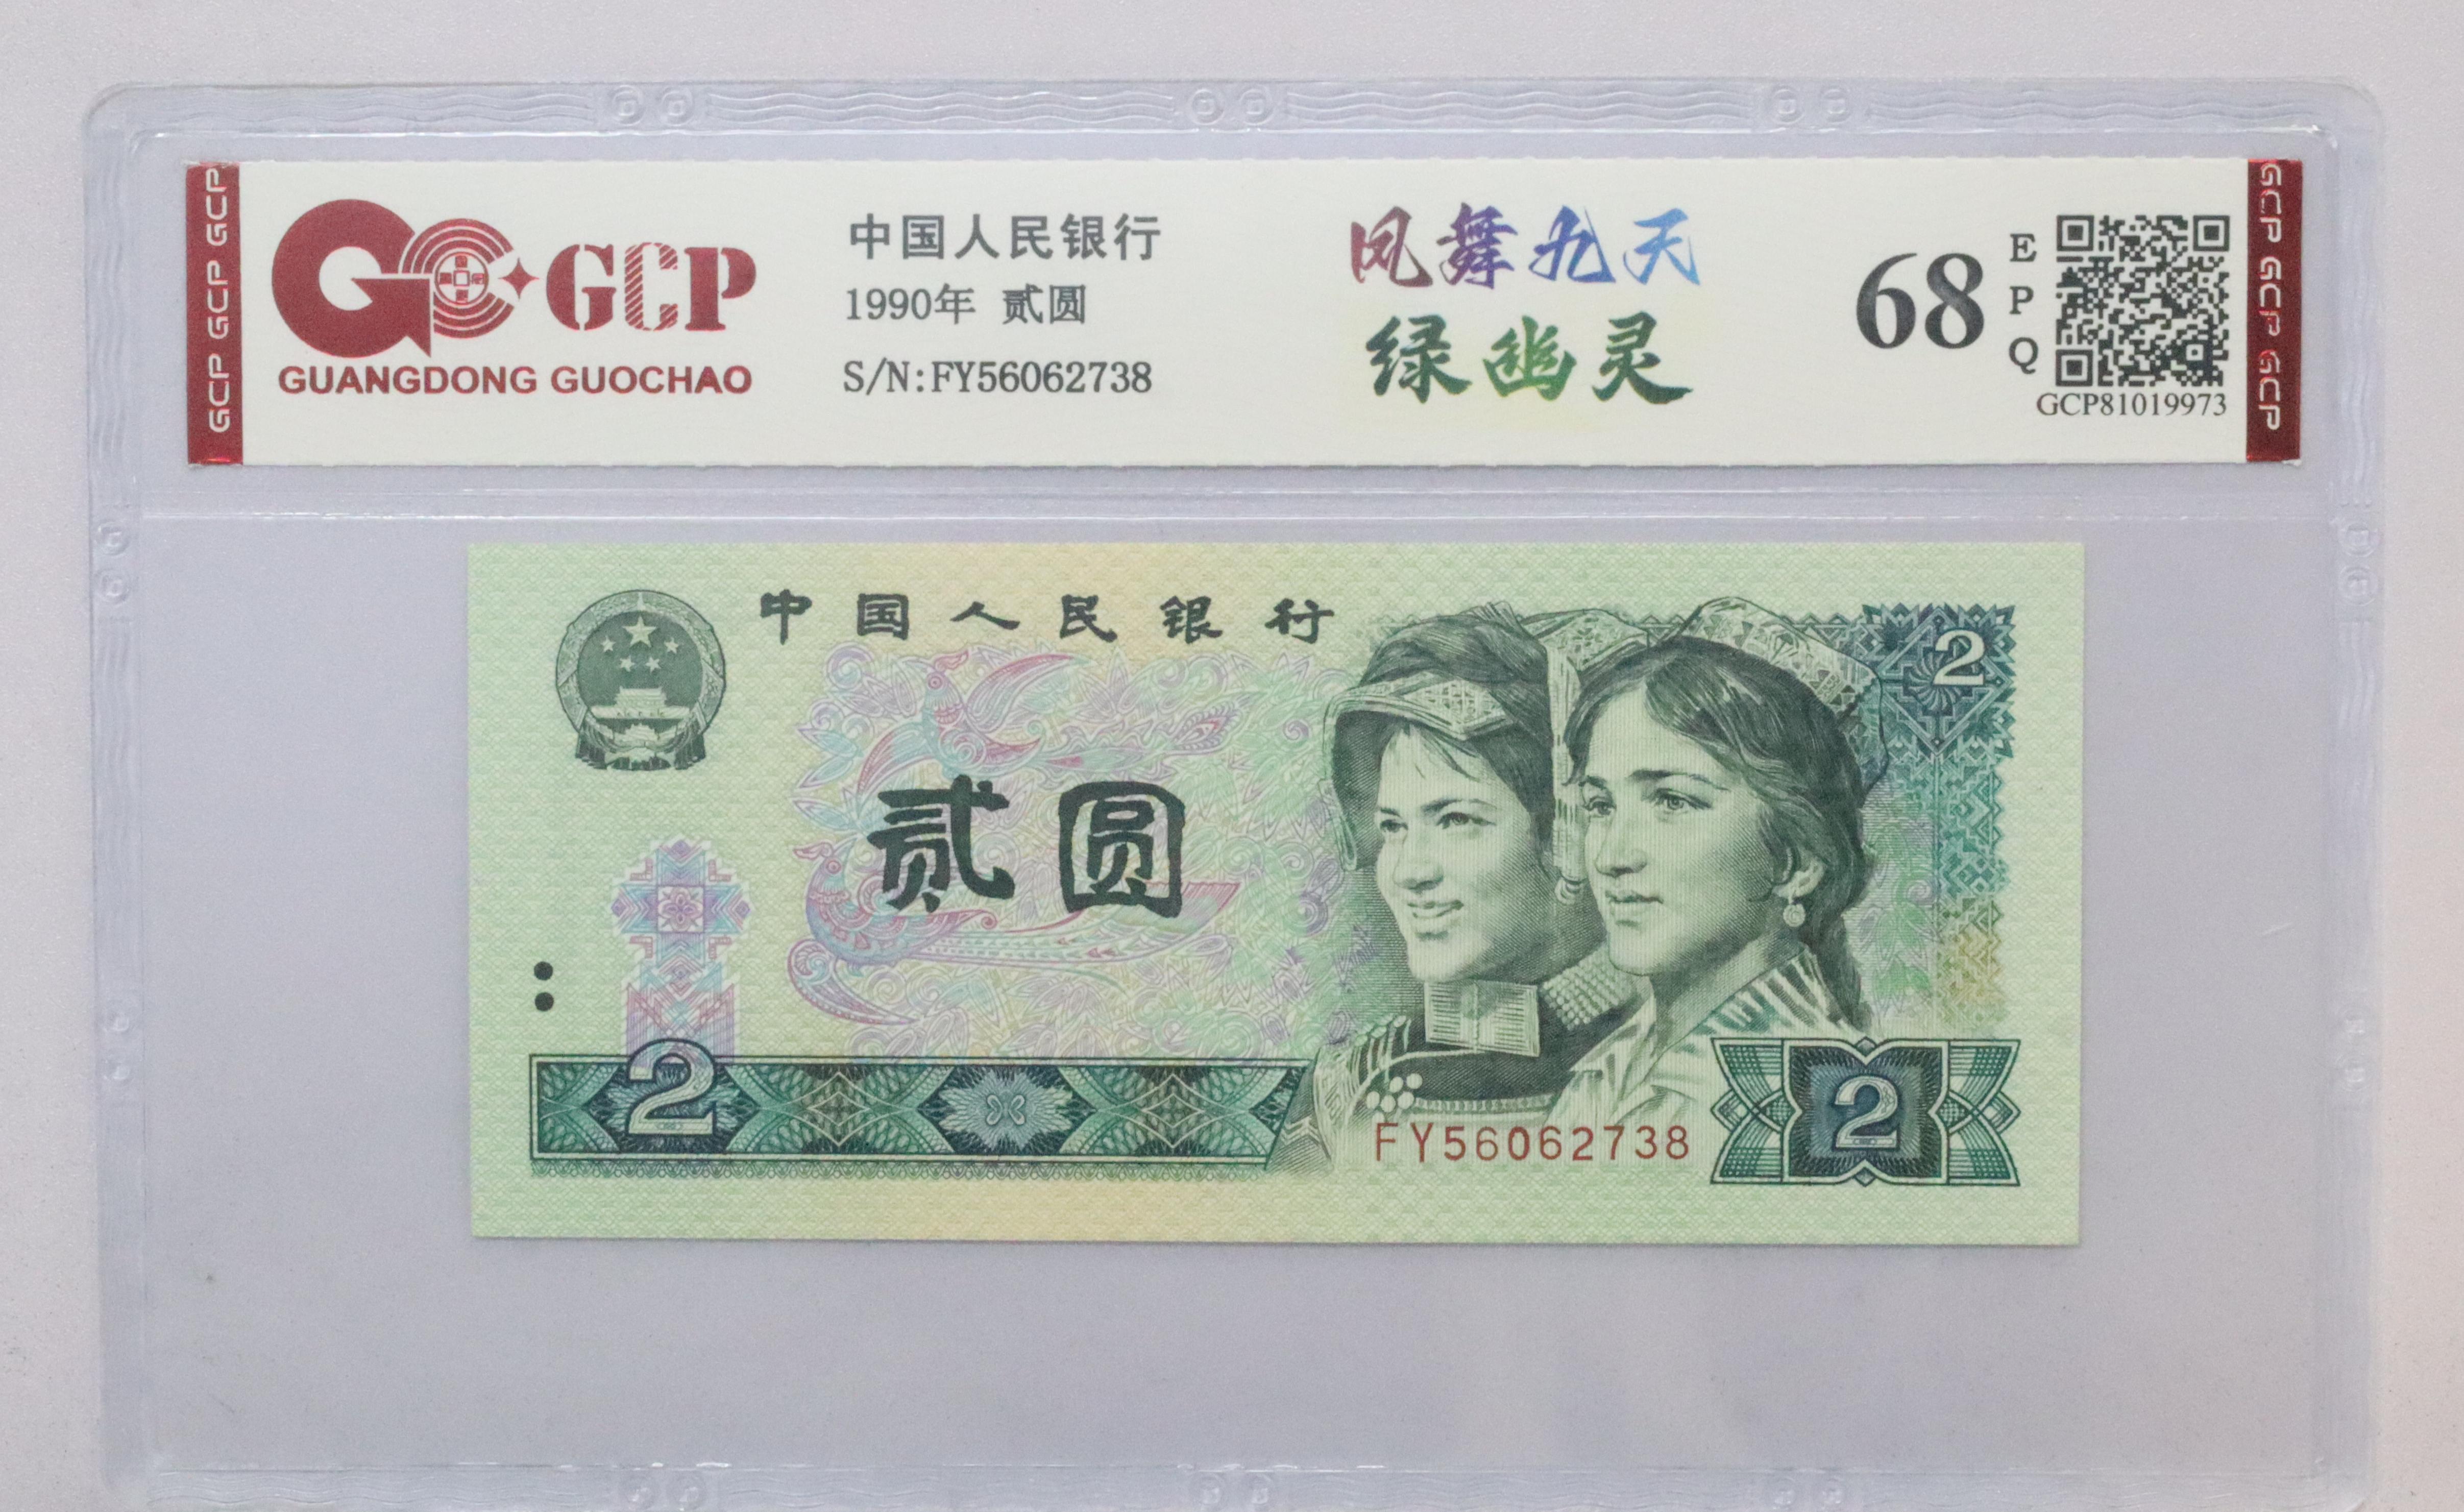 GCP GCP GCP
GCP
GUANGDONG GUOCHAO
中国人民银行
1990年 贰圆
S/N:FY56062738
凤舞九天
绿幽灵
68
E
P
Q
GCP81019973
GCP GCP GCP
中国人民银行
2
贰圆
2
2
FY56062738